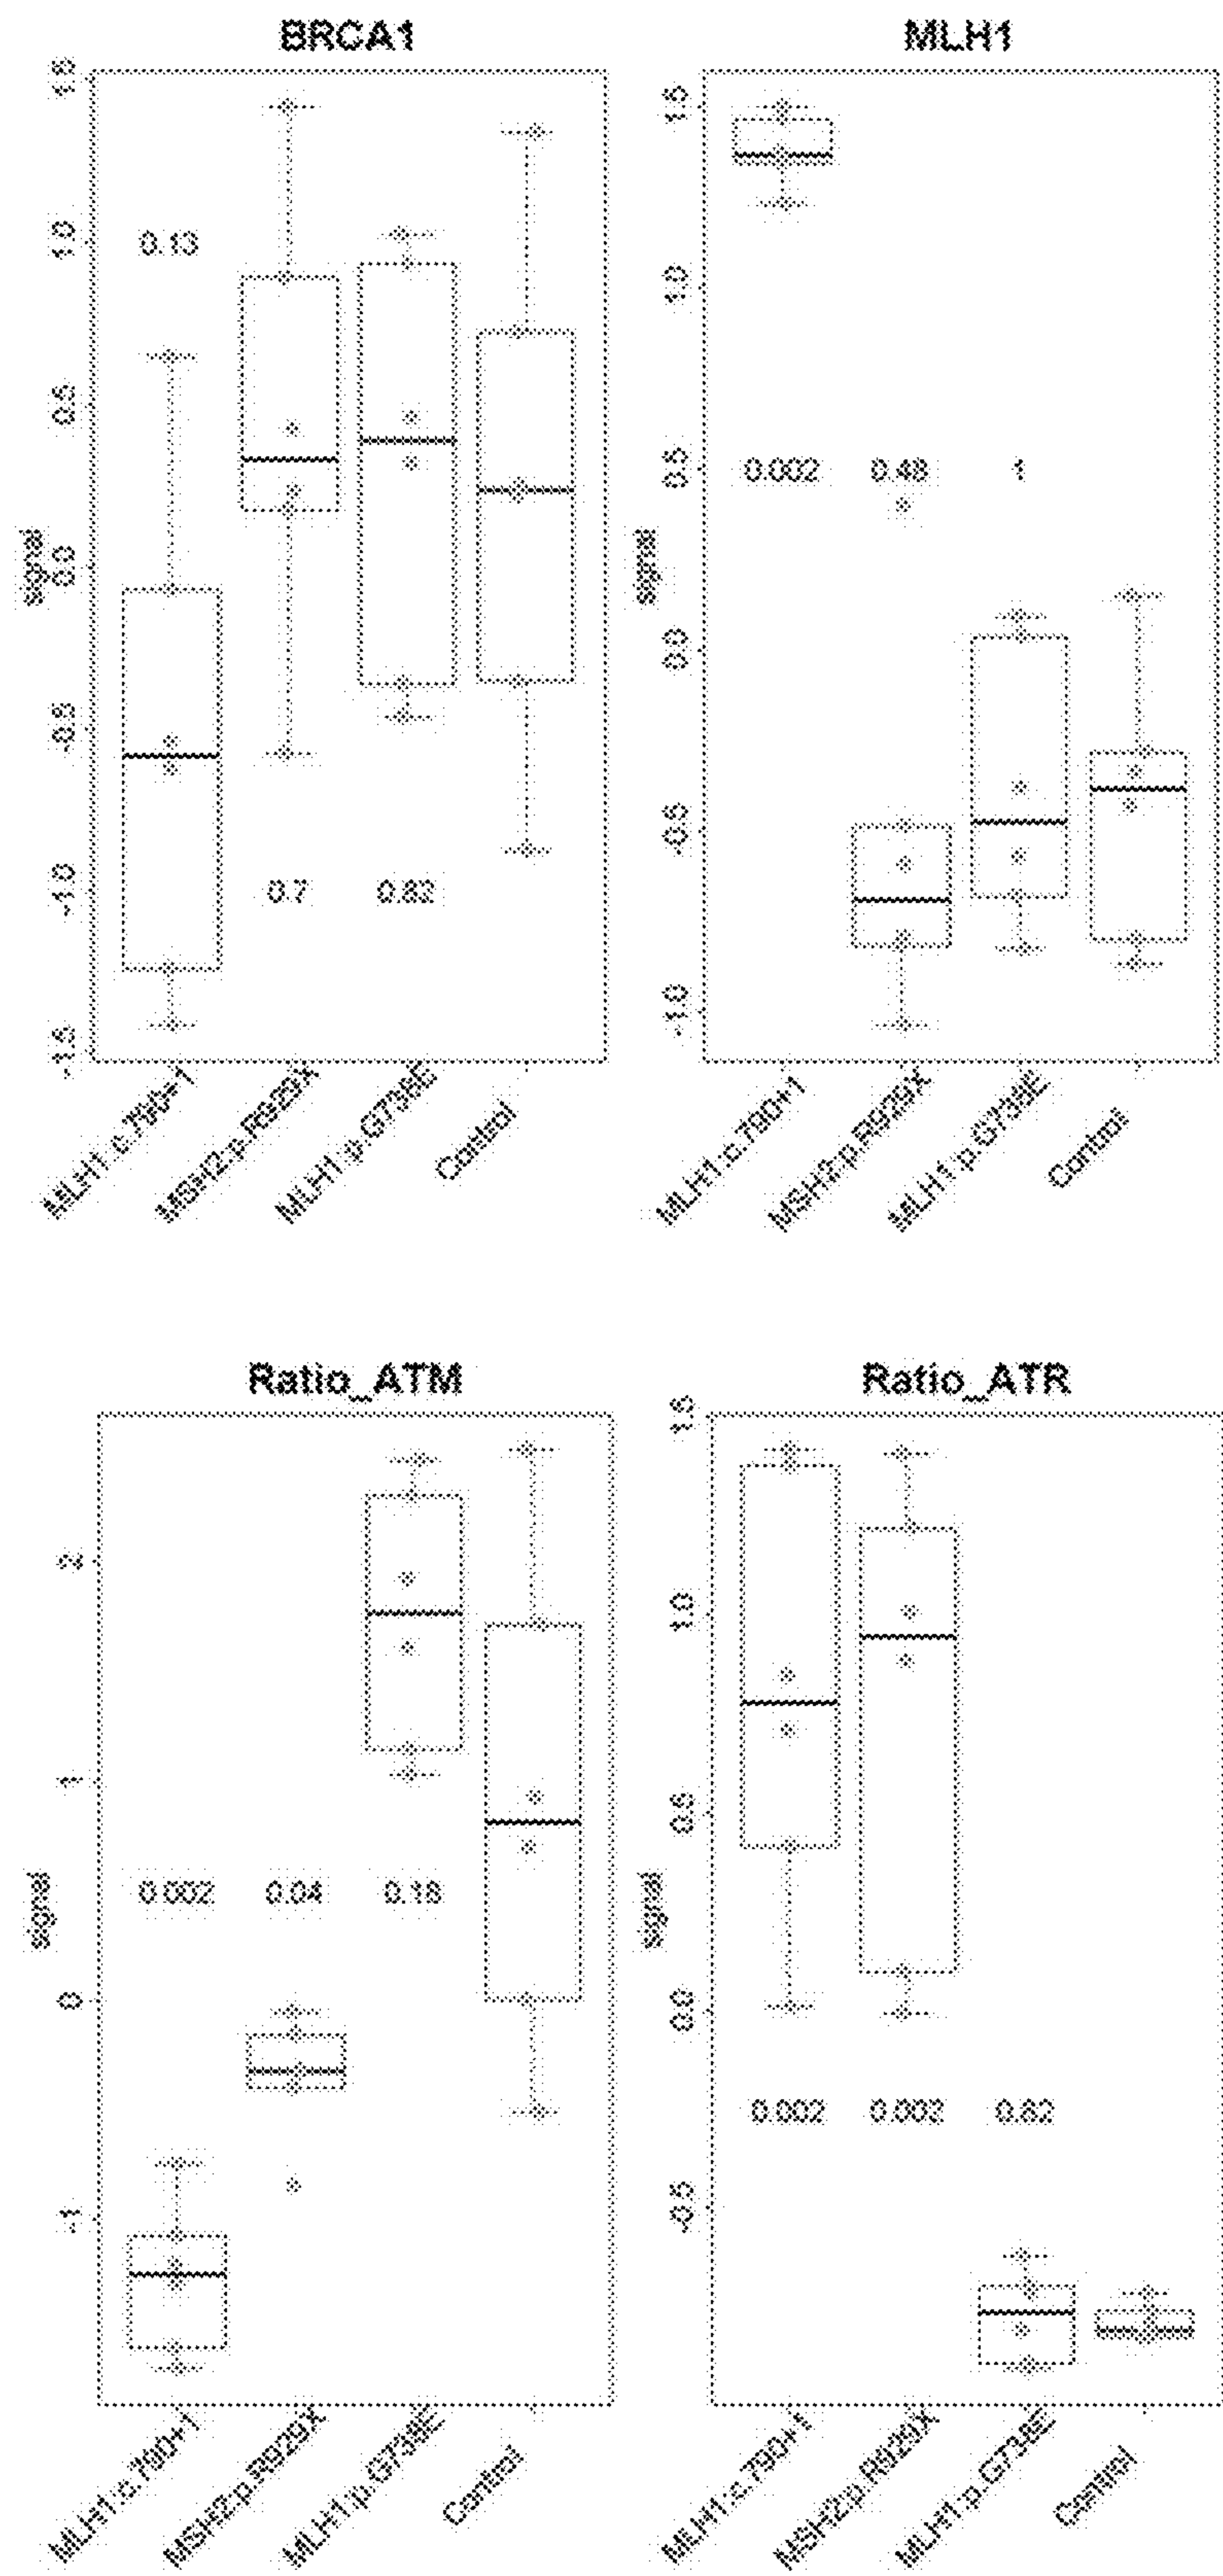 BRCA1
signal
1.5
1.0
0.5
0.0
-0.5
-1.0
-1.5
0.13
0.7
0.82
MLH1:c.790+1
MSH2:p.R929X
MLH1:p.G736E
Control
MLH1
signal
1.5
1.0
0.5
0.0
-0.5
-1.0
0.002
0.48
1
MLH1:c.790+1
MSH2:p.R929X
MLH1:p.G736E
Control
Ratio_ATM
signal
2
1
0
-1
0.002
0.04
0.18
MLH1:c.790+1
MSH2:p.R929X
MLH1:p.G736E
Control
Ratio_ATR
signal
1.5
1.0
0.5
0.0
-0.5
0.002
0.002
0.82
MLH1:c.790+1
MSH2:p.R929X
MLH1:p.G736E
Control